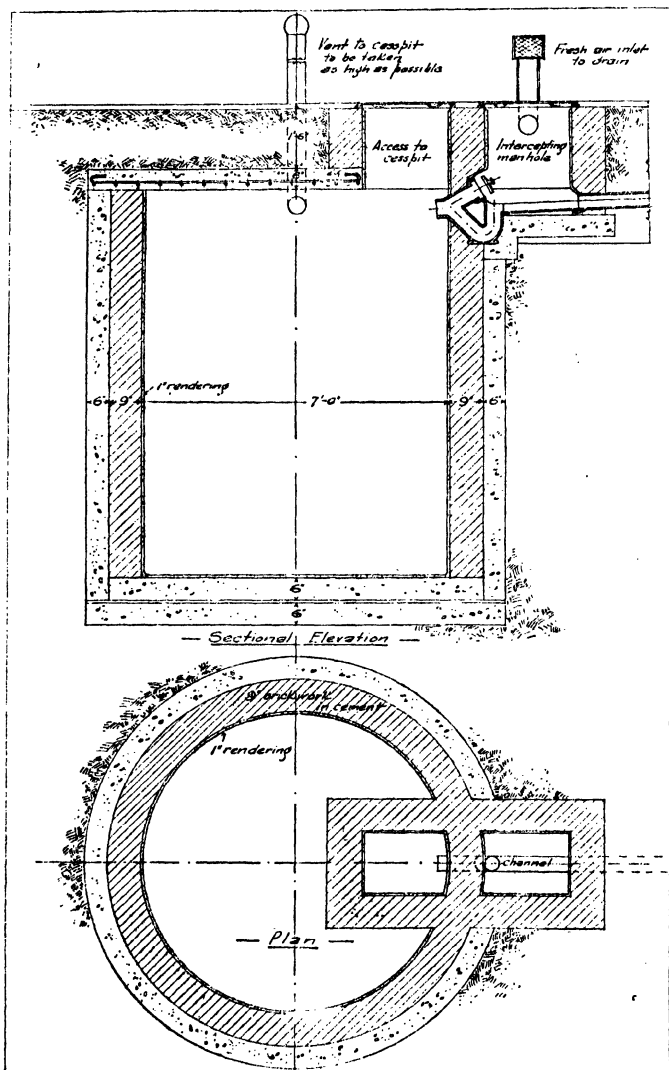 Vent to cesspit
to be taken
as high as possible
Fresh air inlet
to drain
1'-6"
Access to
cesspit
Intercepting
manhole
1" rendering
6" 9" 7'-0" 9" 6"
6"
6"
— Sectional Elevation —
9" brickwork
in cement
1" rendering
channel
— Plan —